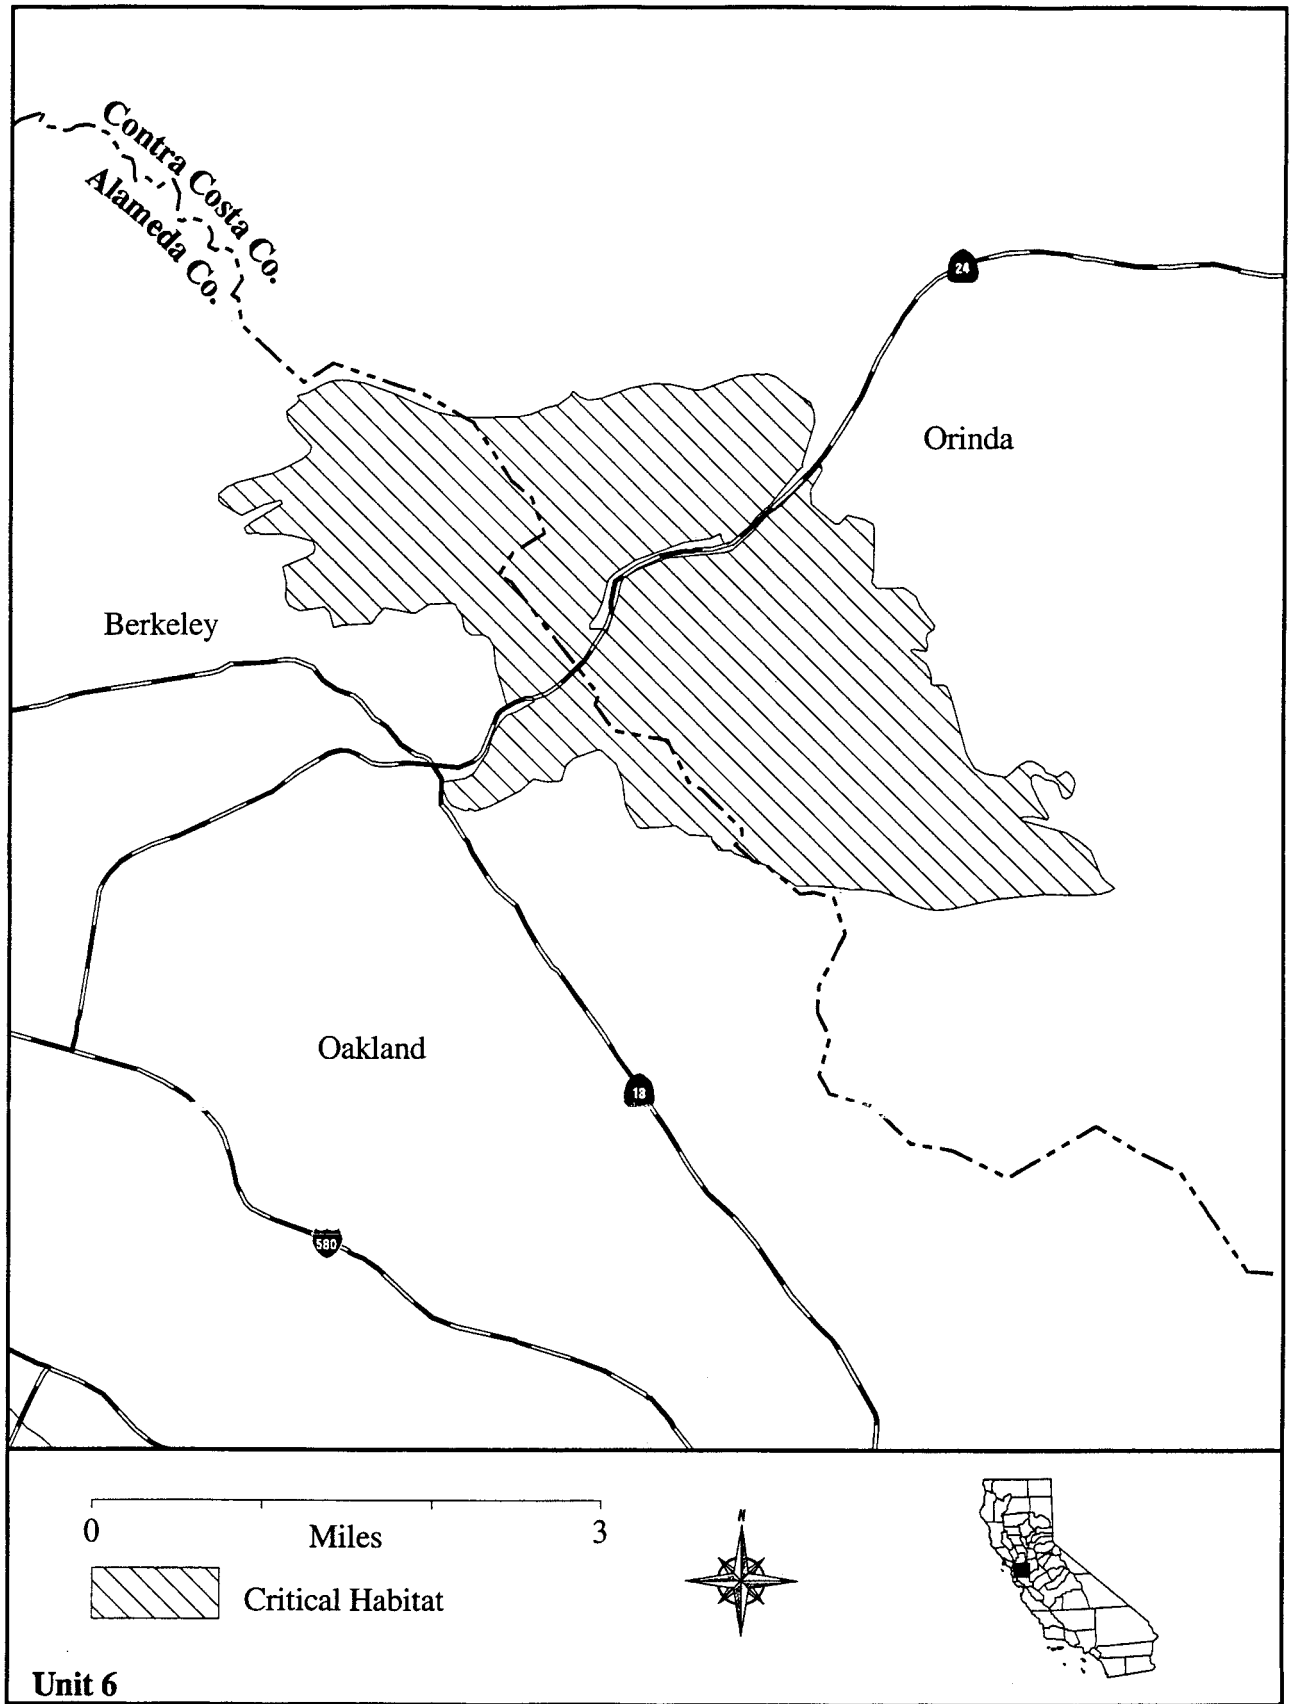 Contra Costa Co.
Alameda Co.
24
Orinda
Berkeley
Oakland
13
580
0
3
Miles
N
Critical Habitat
Unit 6